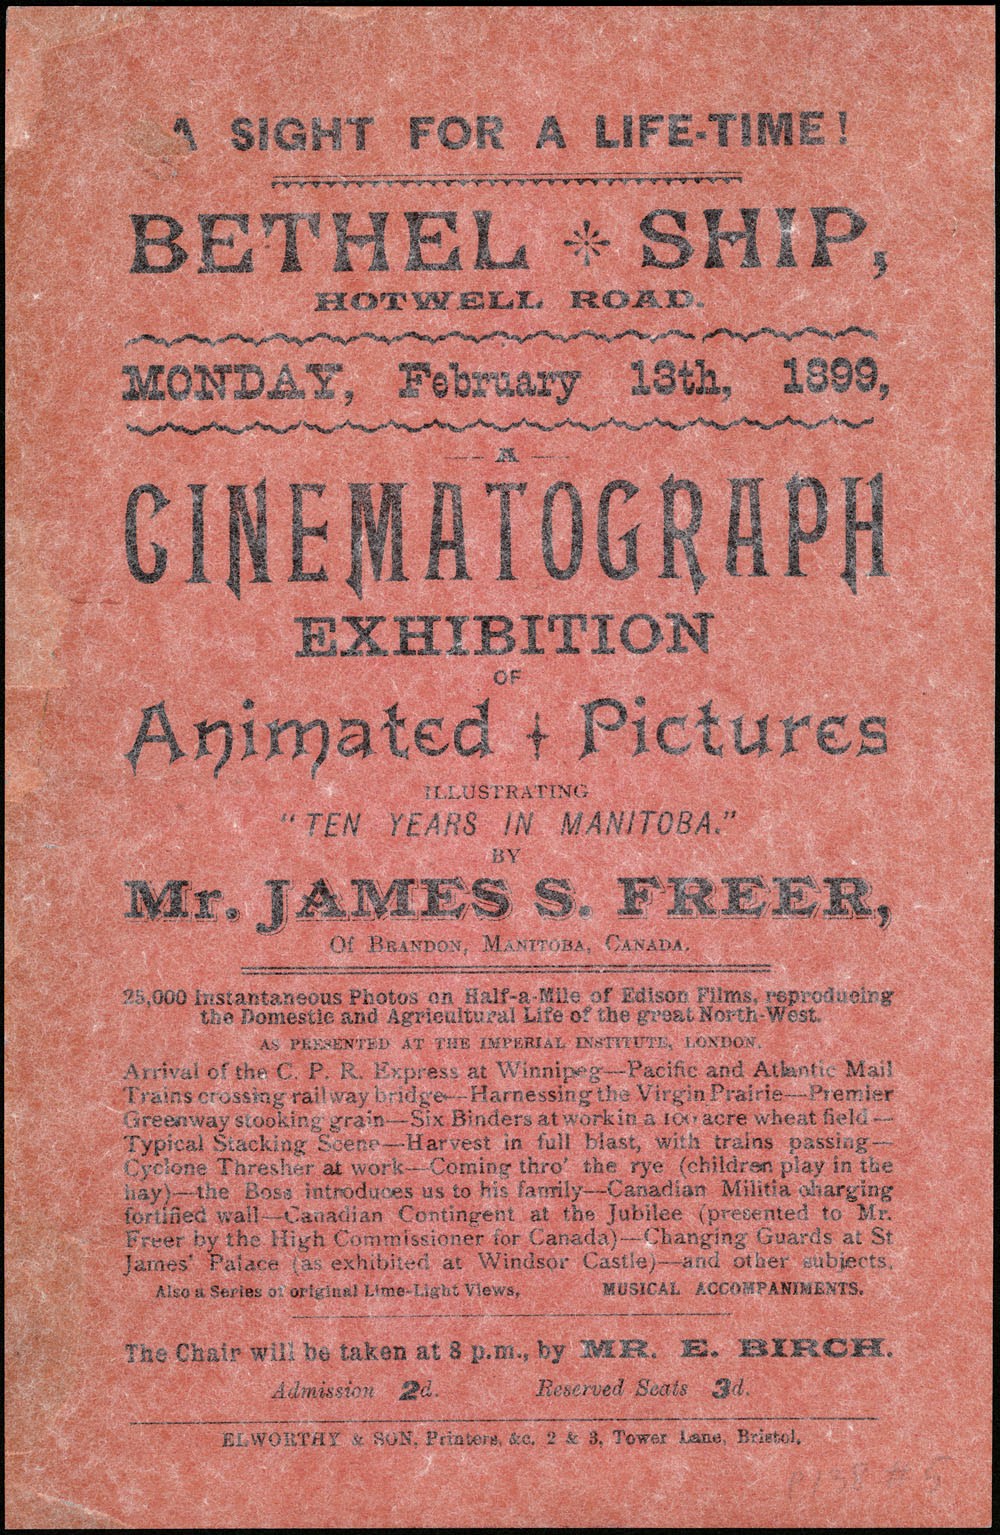 A SIGHT FOR A LIFE-TIME!
BETHEL SHIP,
HOTWELL ROAD.
MONDAY, February 13th, 1899,
A
CINEMATOGRAPH
EXHIBITION
OF
Animated Pictures
ILLUSTRATING
"TEN YEARS IN MANITOBA."
BY
Mr. JAMES S. FREER,
Of BRANDON, MANITOBA, CANADA.
25,000 Instantaneous Photos on Half-a-Mile of Edison Films, reproducing
the Domestic and Agricultural Life of the great North-West.
AS PRESENTED AT THE IMPERIAL INSTITUTE, LONDON.
Arrival of the C. P. R. Express at Winnipeg—Pacific and Atlantic Mail
Trains crossing railway bridge—Harnessing the Virgin Prairie—Premier
Greenway stooking grain—Six Binders at work in a 100 acre wheat field—
Typical Stacking Scene—Harvest in full blast, with trains passing—
Cyclone Thresher at work—Coming thro' the rye (children play in the
hay)—the Boss introduces us to his family—Canadian Militia charging
fortified wall—Canadian Contingent at the Jubilee (presented to Mr.
Freer by the High Commissioner for Canada)—Changing Guards at St
James' Palace (as exhibited at Windsor Castle)—and other subjects.
Also a Series of original Lime-Light Views, MUSICAL ACCOMPANIMENTS.
The Chair will be taken at 8 p.m., by MR. E. BIRCH.
Admission 2d. Reserved Seats 3d.
ELWORTHY & SON, Printers, &c. 2 & 3, Tower Lane, Bristol.